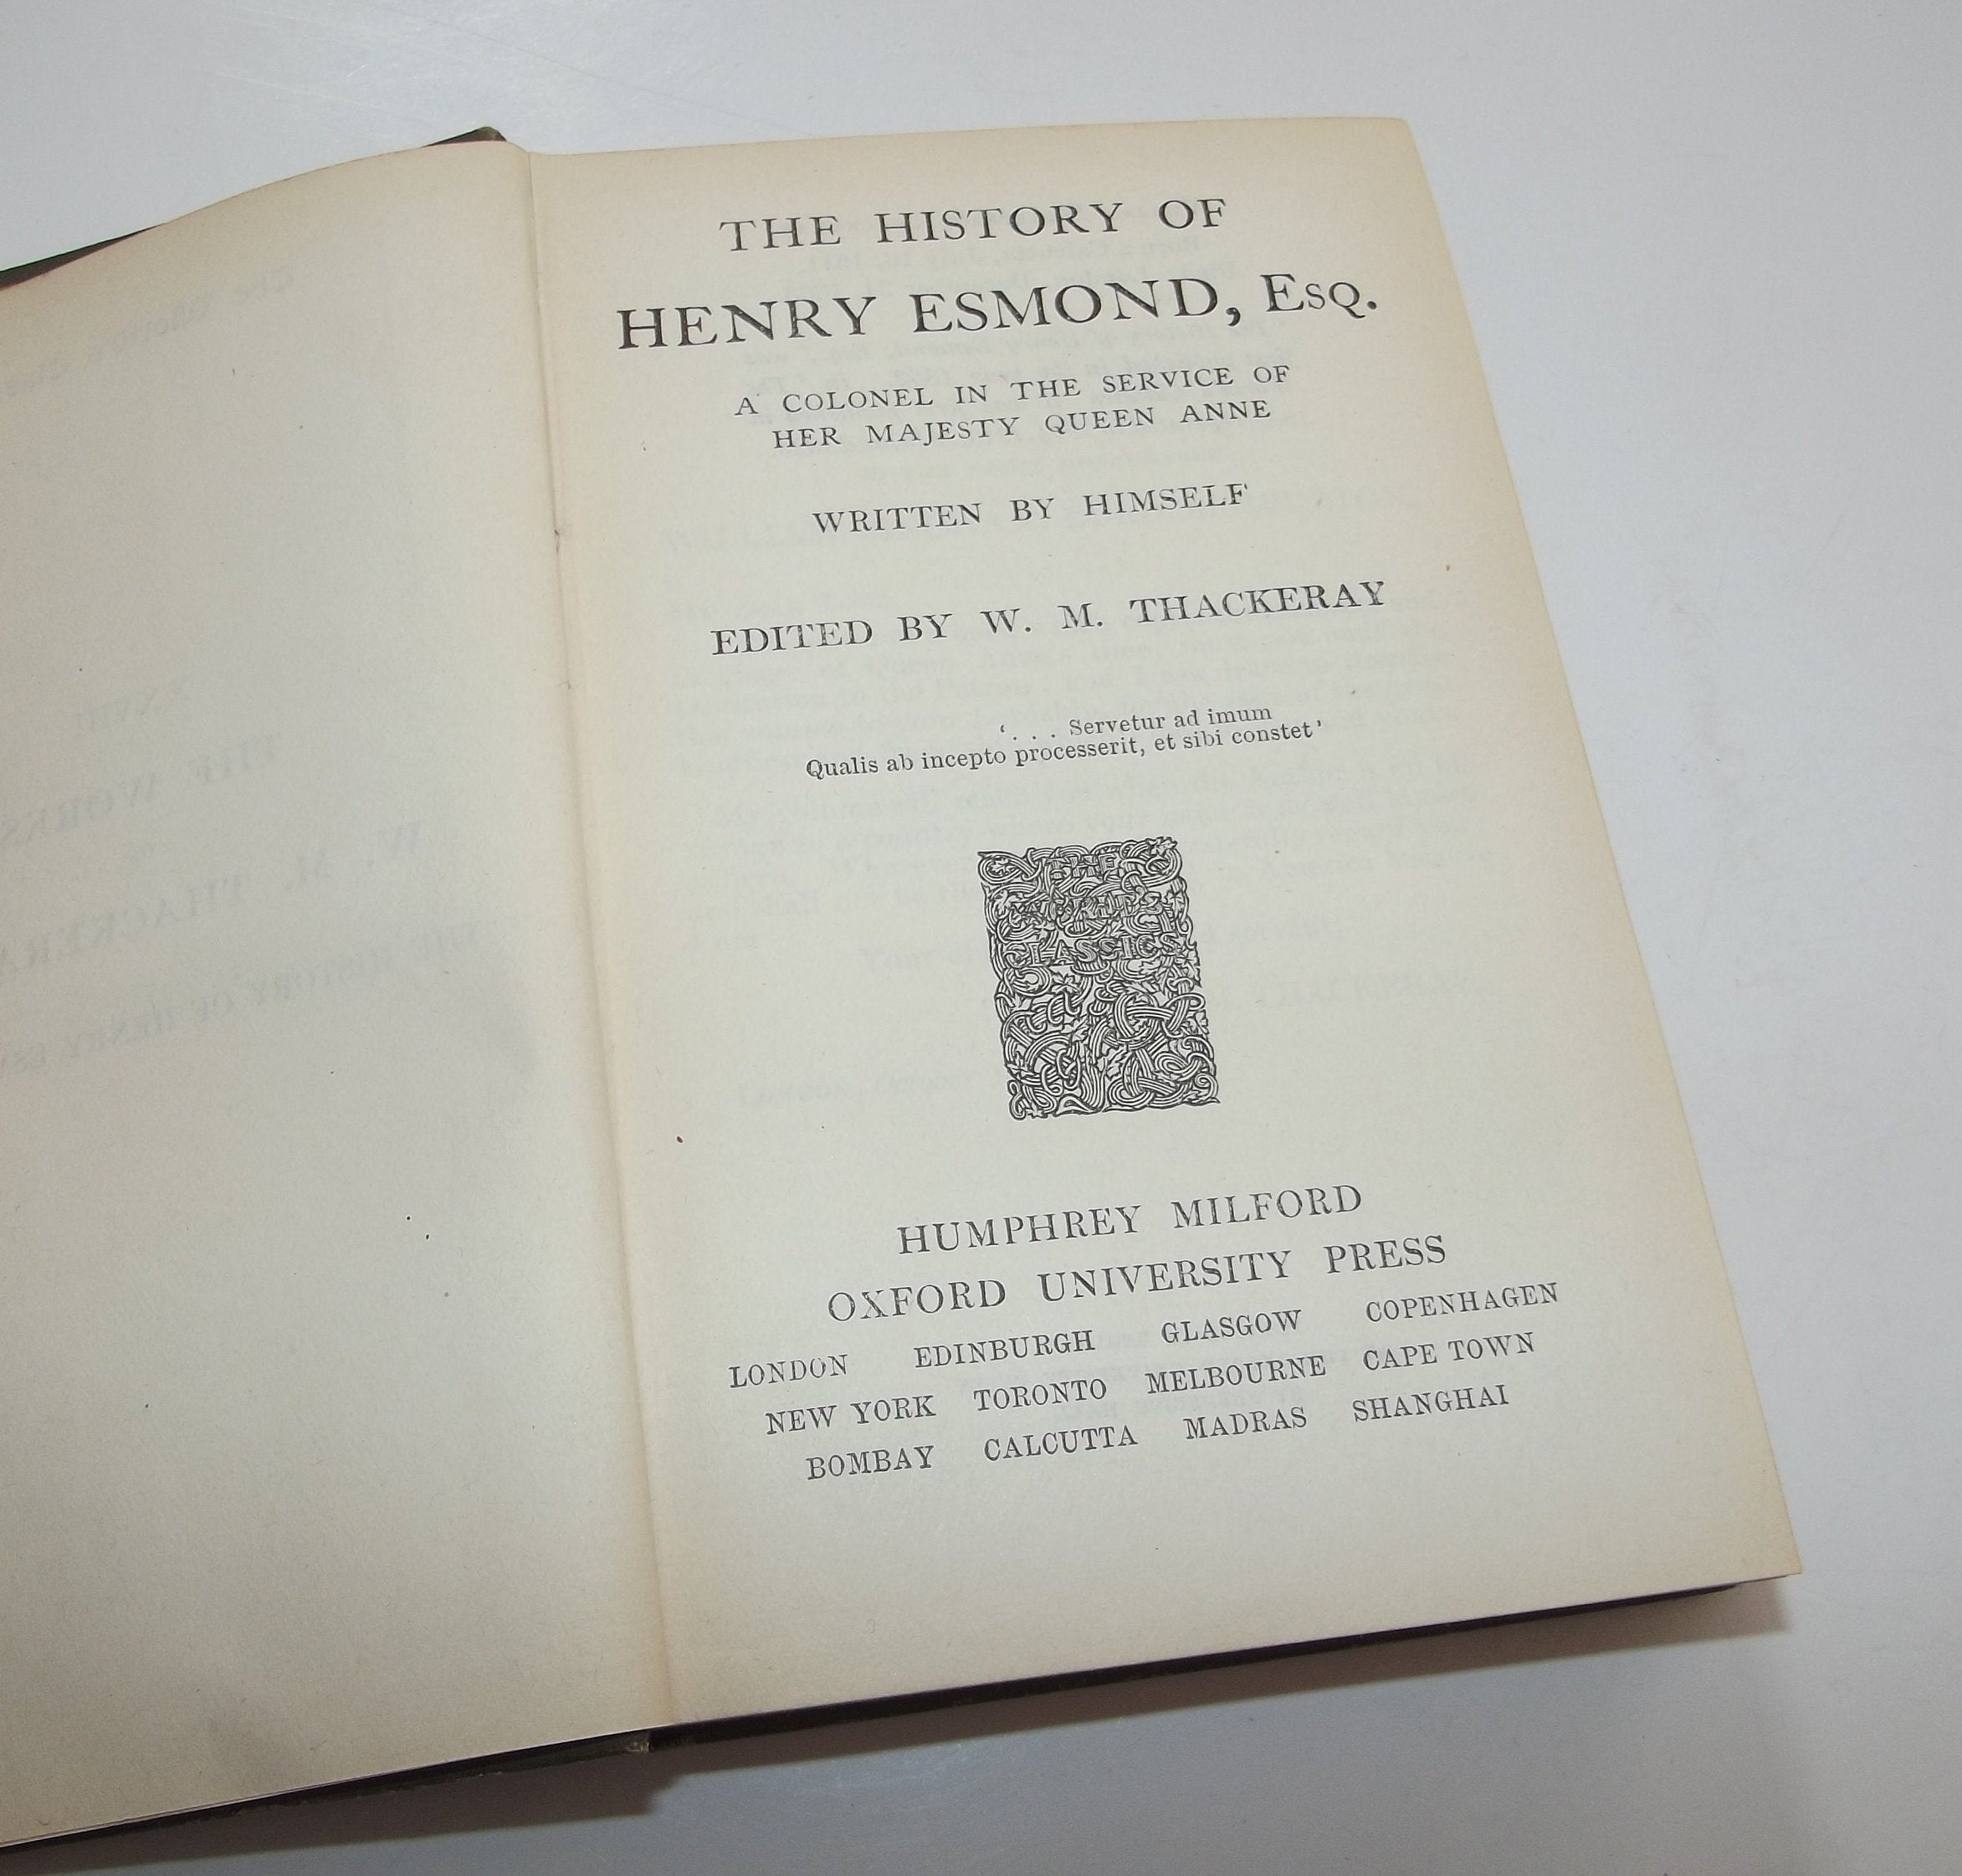 THE HISTORY OF
HENRY ESMOND, ESQ.
A COLONEL IN THE SERVICE OF
HER MAJESTY QUEEN ANNE
WRITTEN BY HIMSELF
EDITED BY W. M. THACKERAY
‘. . . Servetur ad imum
Qualis ab incepto processerit, et sibi constet’
THE
WORLD'S
CLASSICS
HUMPHREY MILFORD
OXFORD UNIVERSITY PRESS
LONDON EDINBURGH GLASGOW COPENHAGEN
NEW YORK TORONTO MELBOURNE CAPE TOWN
BOMBAY CALCUTTA MADRAS SHANGHAI